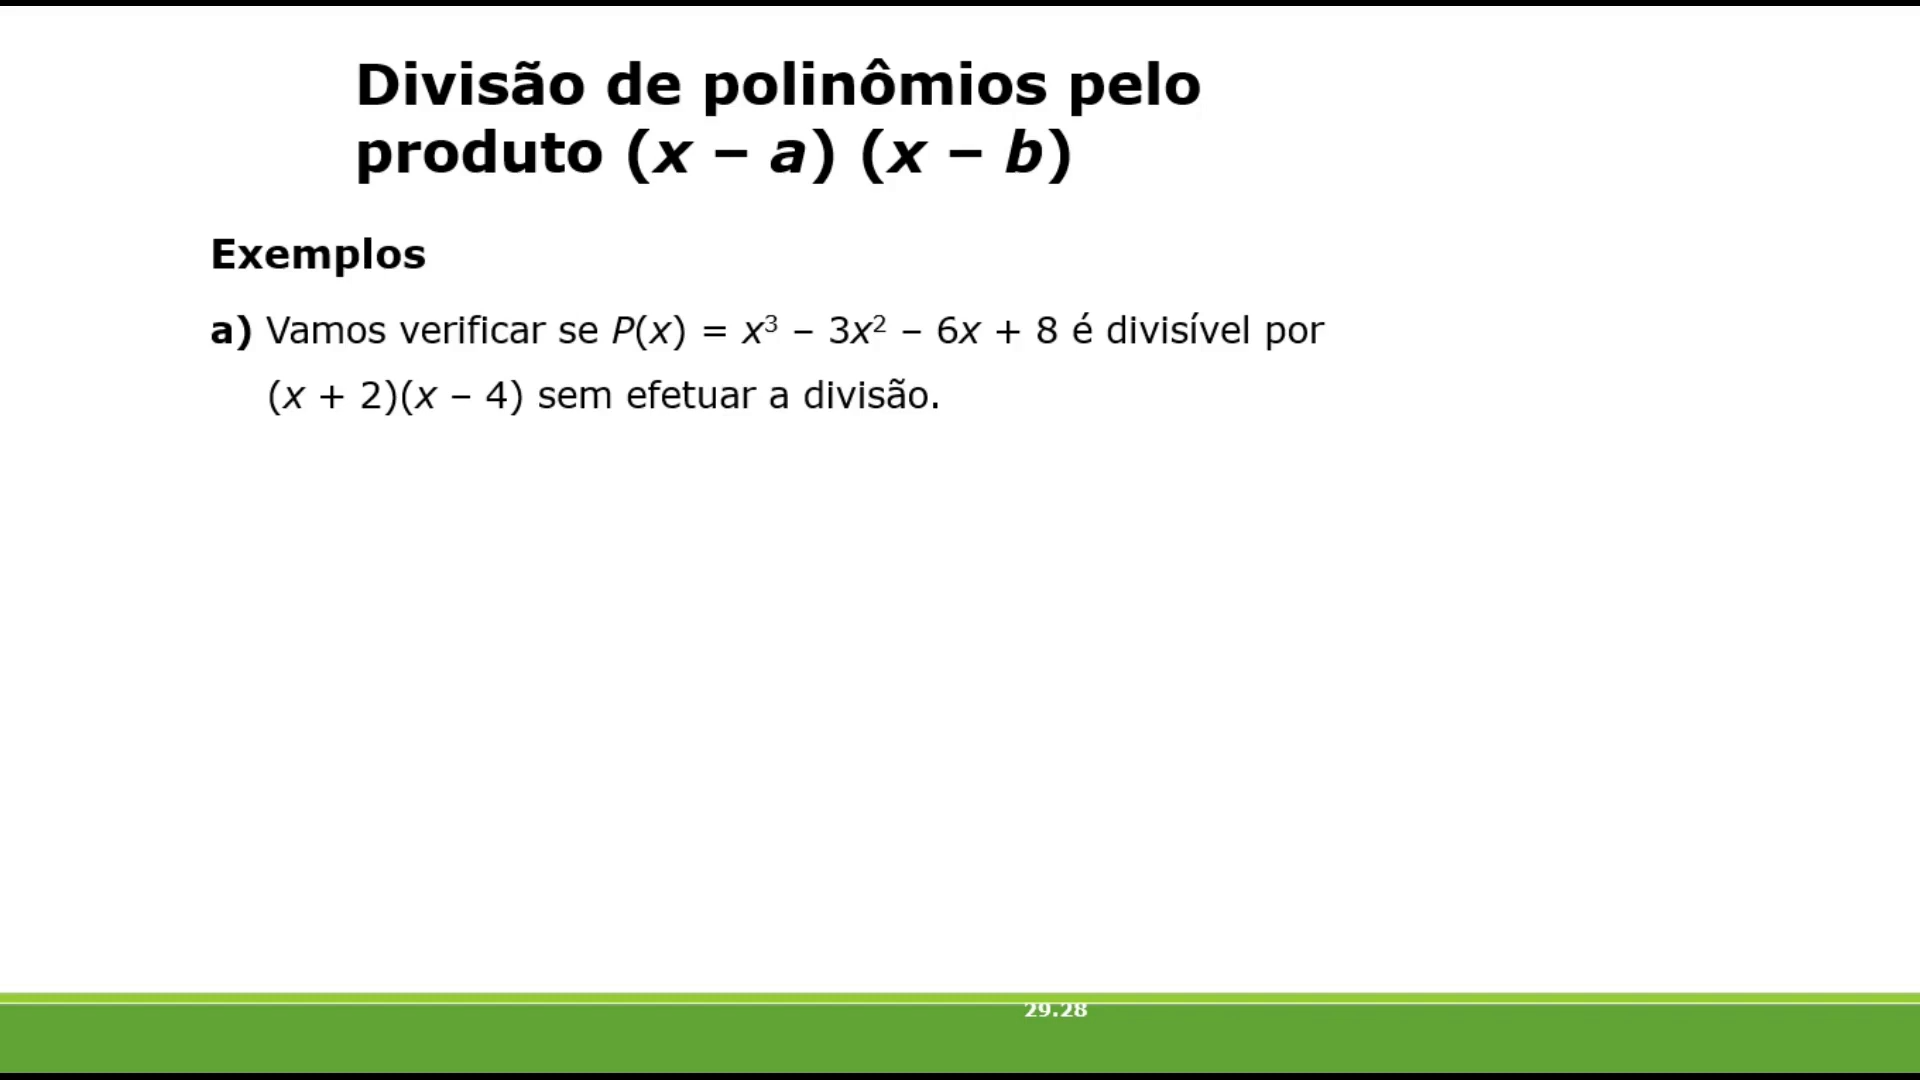 Divisão de polinômios pelo
produto (x – a) (x – b)
Exemplos
a) Vamos verificar se P(x) = x³ – 3x² – 6x + 8 é divisível por
(x + 2)(x – 4) sem efetuar a divisão.
29.28